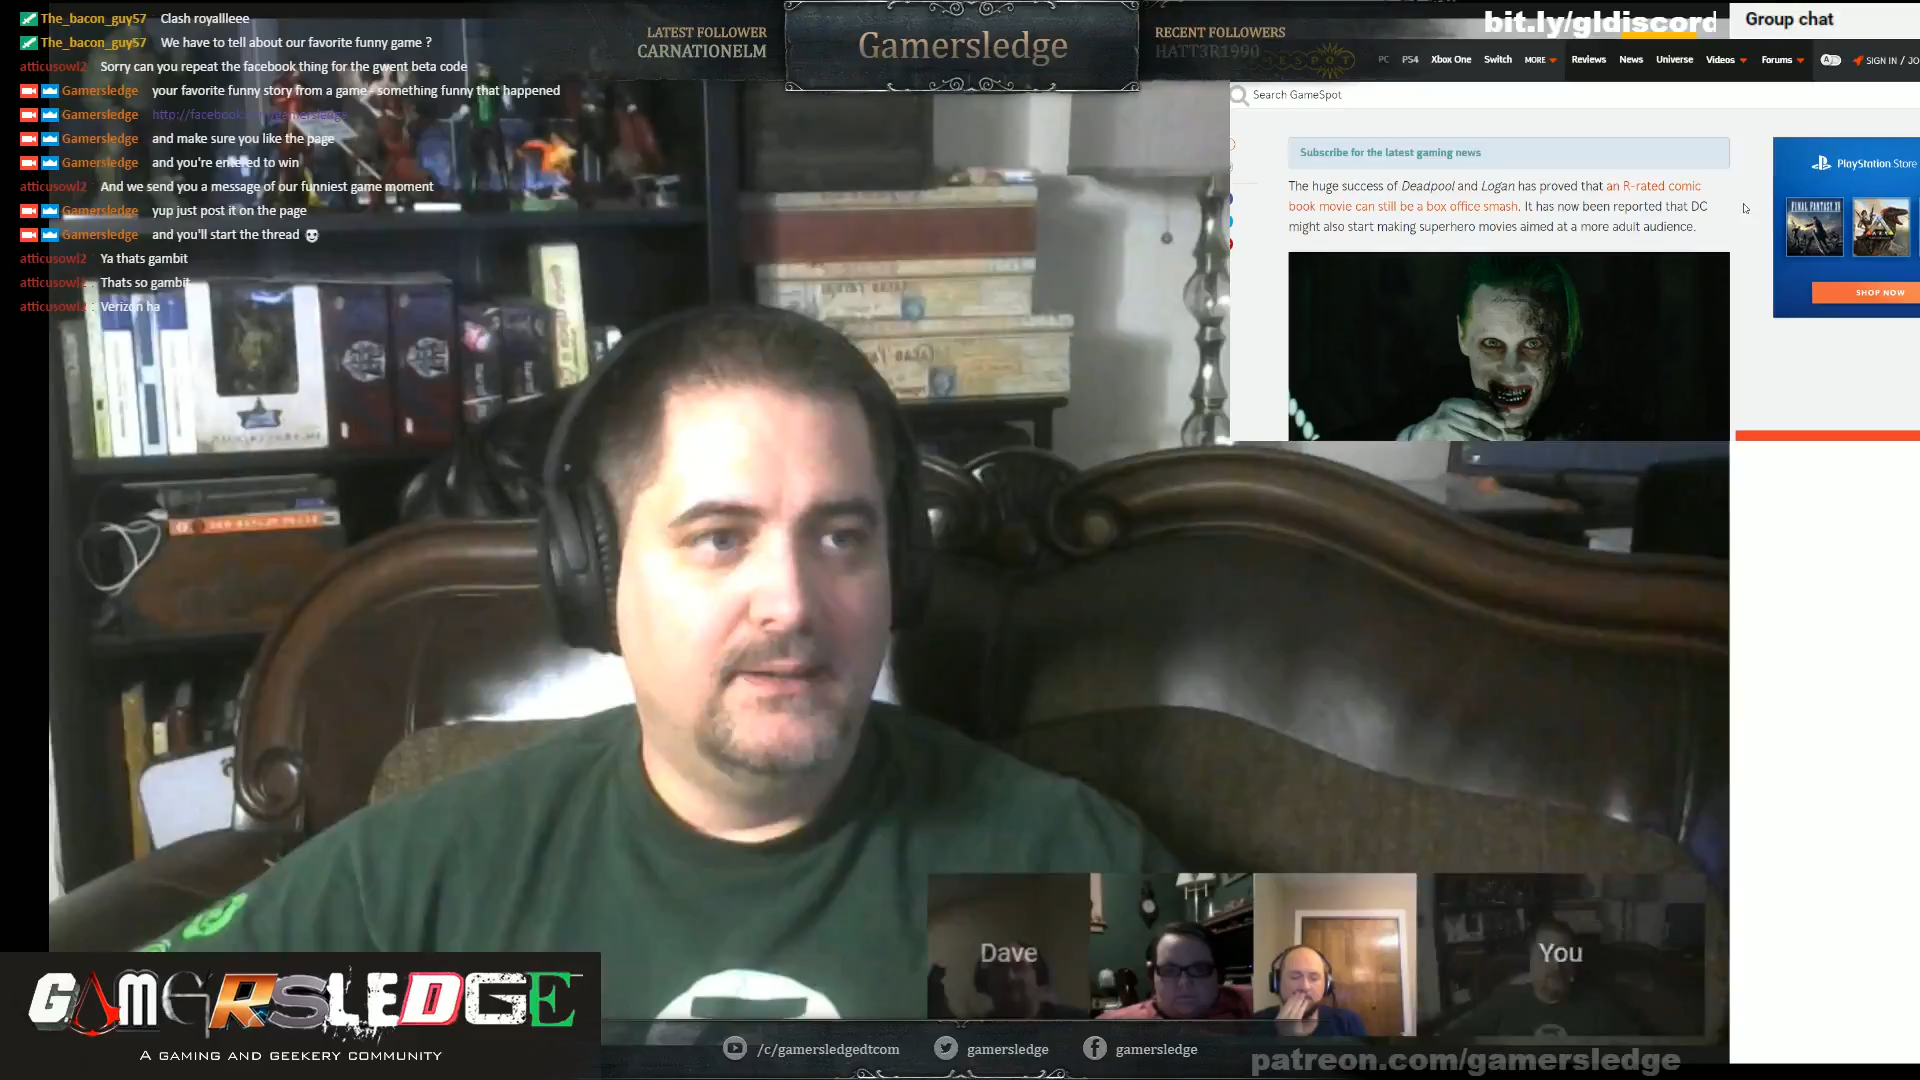 The_bacon_guy57 Clash royallleee
The_bacon_guy57 We have to tell about our favorite funny game ?
atticusowl2 Sorry can you repeat the facebook thing for the gwent beta code
Gamersledge your favorite funny story from a game - something funny that happened
Gamersledge http://facebook.com/gamersledge
Gamersledge and make sure you like the page
Gamersledge and you're entered to win
atticusowl2 And we send you a message of our funniest game moment
Gamersledge yup just post it on the page
Gamersledge and you'll start the thread
atticusowl2 Ya thats gambit
atticusowl2 : Thats so gambit
atticusowl2 : Verizon ha
LATEST FOLLOWER
CARNATIONELM
Gamersledge
RECENT FOLLOWERS
HATT3R1990
bit.ly/gldiscord
Group chat
PC PS4 Xbox One Switch MORE Reviews News Universe Videos Forums SIGN IN / JO
Search GameSpot
Subscribe for the latest gaming news
The huge success of Deadpool and Logan has proved that an R-rated comic
book movie can still be a box office smash. It has now been reported that DC
might also start making superhero movies aimed at a more adult audience.
PlayStation Store
FINAL FANTASY XV
ARK
SHOP NOW
Dave
You
GAMERSLEDGE
A GAMING AND GEEKERY COMMUNITY
/c/gamersledgedtcom
gamersledge
gamersledge
patreon.com/gamersledge